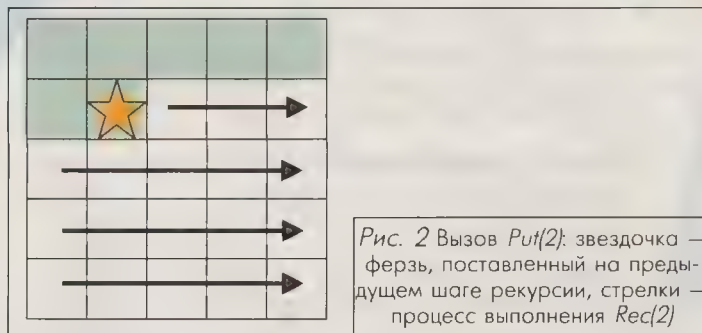 Рис. 2 Вызов Put(2): звездочка —
ферзь, поставленный на преды-
дущем шаге рекурсии, стрелки —
процесс выполнения Rec(2)